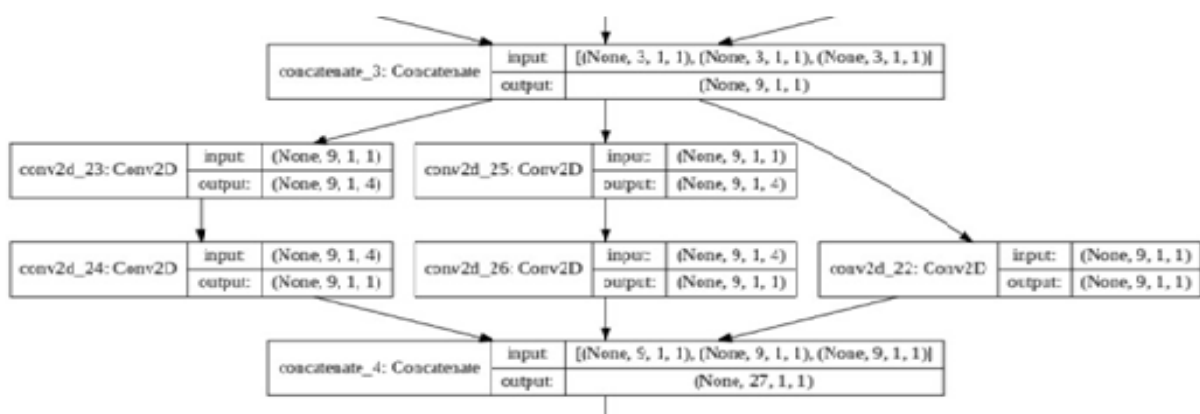 concatenate_3: Concatenate
input: [(None, 3, 1, 1), (None, 3, 1, 1), (None, 3, 1, 1)]
output: (None, 9, 1, 1)
conv2d_23: Conv2D
input: (None, 9, 1, 1)
output: (None, 9, 1, 4)
conv2d_25: Conv2D
input: (None, 9, 1, 1)
output: (None, 9, 1, 4)
conv2d_24: Conv2D
input: (None, 9, 1, 4)
output: (None, 9, 1, 1)
conv2d_26: Conv2D
input: (None, 9, 1, 4)
output: (None, 9, 1, 1)
conv2d_22: Conv2D
input: (None, 9, 1, 1)
output: (None, 9, 1, 1)
concatenate_4: Concatenate
input: [(None, 9, 1, 1), (None, 9, 1, 1), (None, 9, 1, 1)]
output: (None, 27, 1, 1)